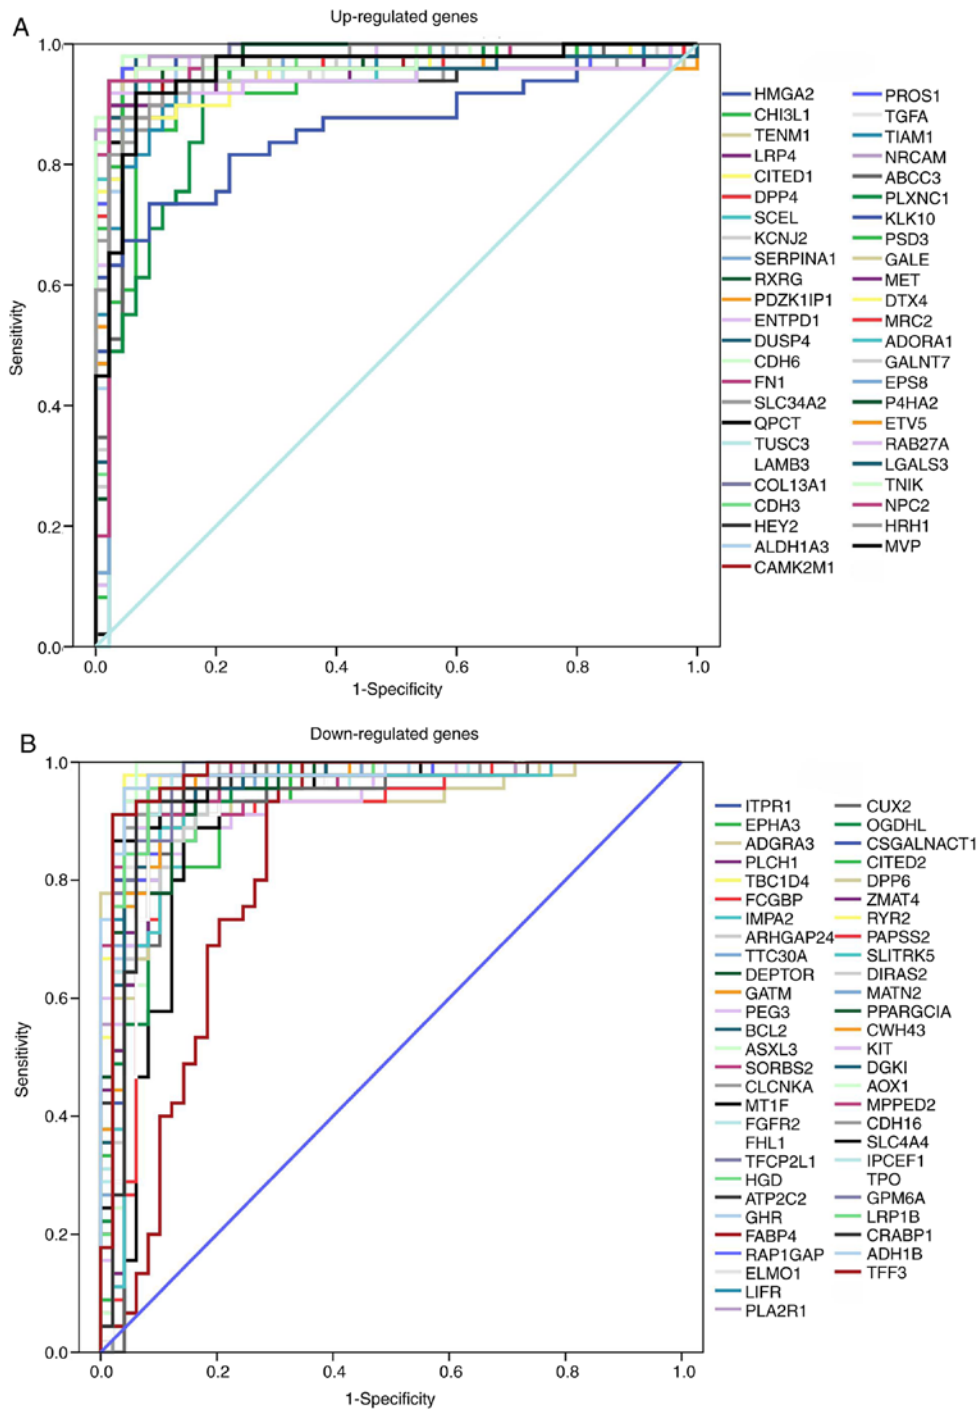 A
Up-regulated genes
1.0
0.8
0.6
0.4
0.2
0.0
Sensitivity
0.0 0.2 0.4 0.6 0.8 1.0
1-Specificity
HMGA2 PROS1
CHI3L1 TGFA
TENM1 TIAM1
LRP4 NRCAM
CITED1 ABCC3
DPP4 PLXNC1
SCEL KLK10
KCNJ2 PSD3
SERPINA1 GALE
RXRG MET
PDZK1IP1 DTX4
ENTPD1 MRC2
DUSP4 ADORA1
CDH6 GALNT7
FN1 EPS8
SLC34A2 P4HA2
QPCT ETV5
TUSC3 RAB27A
LAMB3 LGALS3
COL13A1 TNIK
CDH3 NPC2
HEY2 HRH1
ALDH1A3 MVP
CAMK2M1
B
Down-regulated genes
1.0
0.8
0.6
0.4
0.2
0.0
Sensitivity
0.0 0.2 0.4 0.6 0.8 1.0
1-Specificity
ITPR1 CUX2
EPHA3 OGDHL
ADGRA3 CSGALNACT1
PLCH1 CITED2
TBC1D4 DPP6
FCGBP ZMAT4
IMPA2 RYR2
ARHGAP24 PAPSS2
TTC30A SLITRK5
DEPTOR DIRAS2
GATM MATN2
PEG3 PPARGCIA
BCL2 CWH43
ASXL3 KIT
SORBS2 DGKI
CLCNKA AOX1
MT1F MPPED2
FGFR2 CDH16
FHL1 SLC4A4
TFCP2L1 IPCEF1
HGD TPO
ATP2C2 GPM6A
GHR LRP1B
FABP4 CRABP1
RAP1GAP ADH1B
ELMO1 TFF3
LIFR
PLA2R1